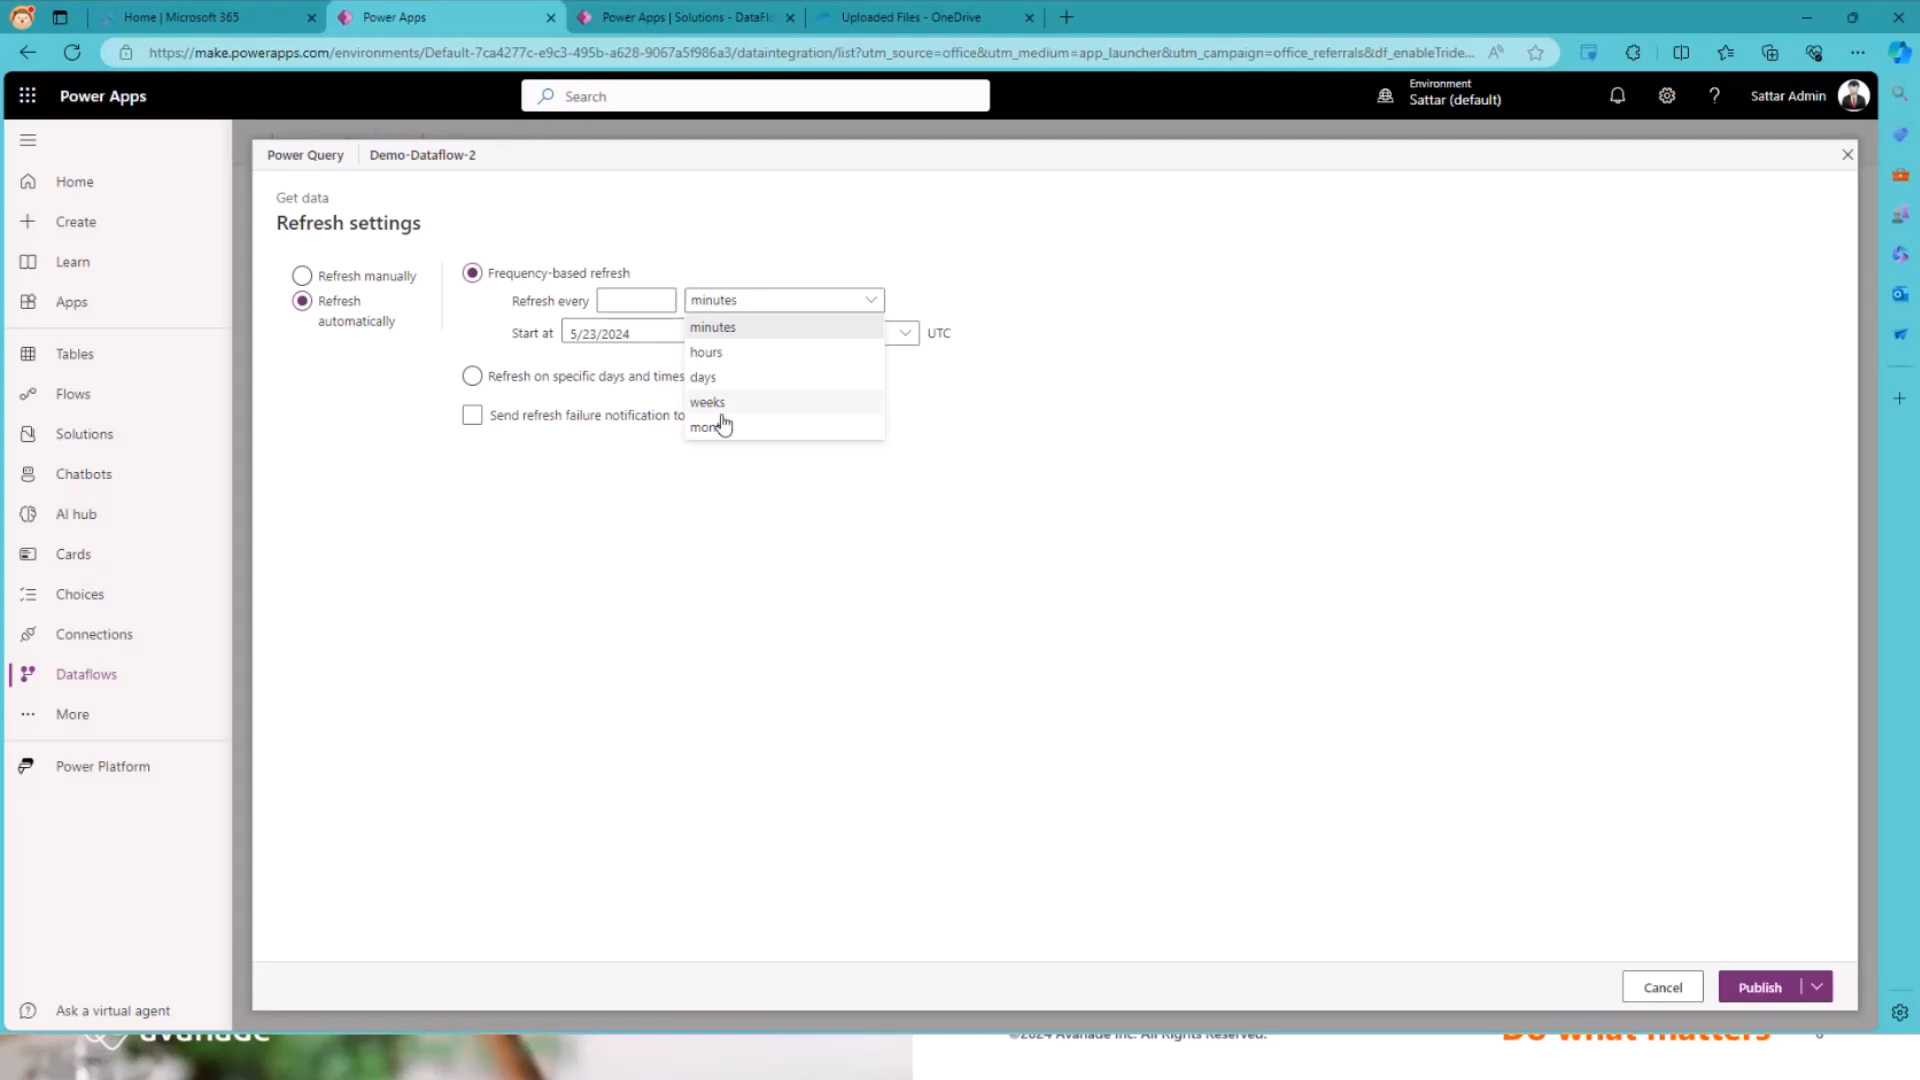 Home | Microsoft 365
Power Apps
Power Apps | Solutions - DataFlo
Uploaded Files - OneDrive
https://make.powerapps.com/environments/Default-7ca4277c-e9c3-495b-a628-9067a5f986a3/dataintegration/list?utm_source=office&utm_medium=app_launcher&utm_campaign=office_referrals&df_enableTride...
Power Apps
Search
Environment
Sattar (default)
Sattar Admin
Power Query
Demo-Dataflow-2
Home
Create
Learn
Apps
Tables
Flows
Solutions
Chatbots
AI hub
Cards
Choices
Connections
Dataflows
More
Power Platform
Ask a virtual agent
Get data
Refresh settings
Refresh manually
Refresh
automatically
Frequency-based refresh
Refresh every
minutes
Start at
5/23/2024
UTC
minutes
hours
days
weeks
mon
Refresh on specific days and times
Send refresh failure notification to
Cancel
Publish
avanade
©2024 Avanade Inc. All Rights Reserved.
Do what matters